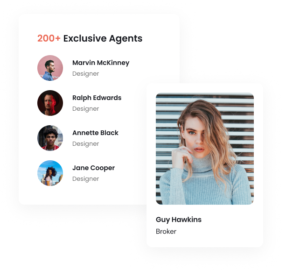 200+ Exclusive Agents
Marvin McKinney
Designer
Ralph Edwards
Designer
Annette Black
Designer
Jane Cooper
Designer
Guy Hawkins
Broker